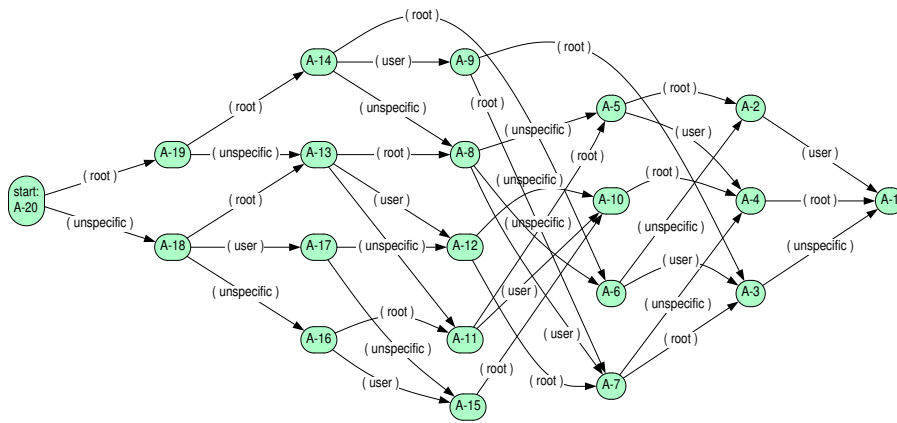 ( root )
A-14
( user )
A-9
( root )
( root )
( unspecific )
( root )
A-5
( root )
A-2
A-19
( unspecific )
A-13
( root )
A-8
( unspecific )
( user )
( user )
start:
A-20
( root )
( unspecific )
( root )
( user )
( unspecific )
A-10
( root )
A-4
( root )
A-1
A-18
( user )
A-17
( unspecific )
A-12
( root )
( unspecific )
( user )
A-6
( user )
( unspecific )
A-3
( unspecific )
A-16
( root )
A-11
( user )
( root )
( unspecific )
( user )
( root )
( root )
A-7
A-15